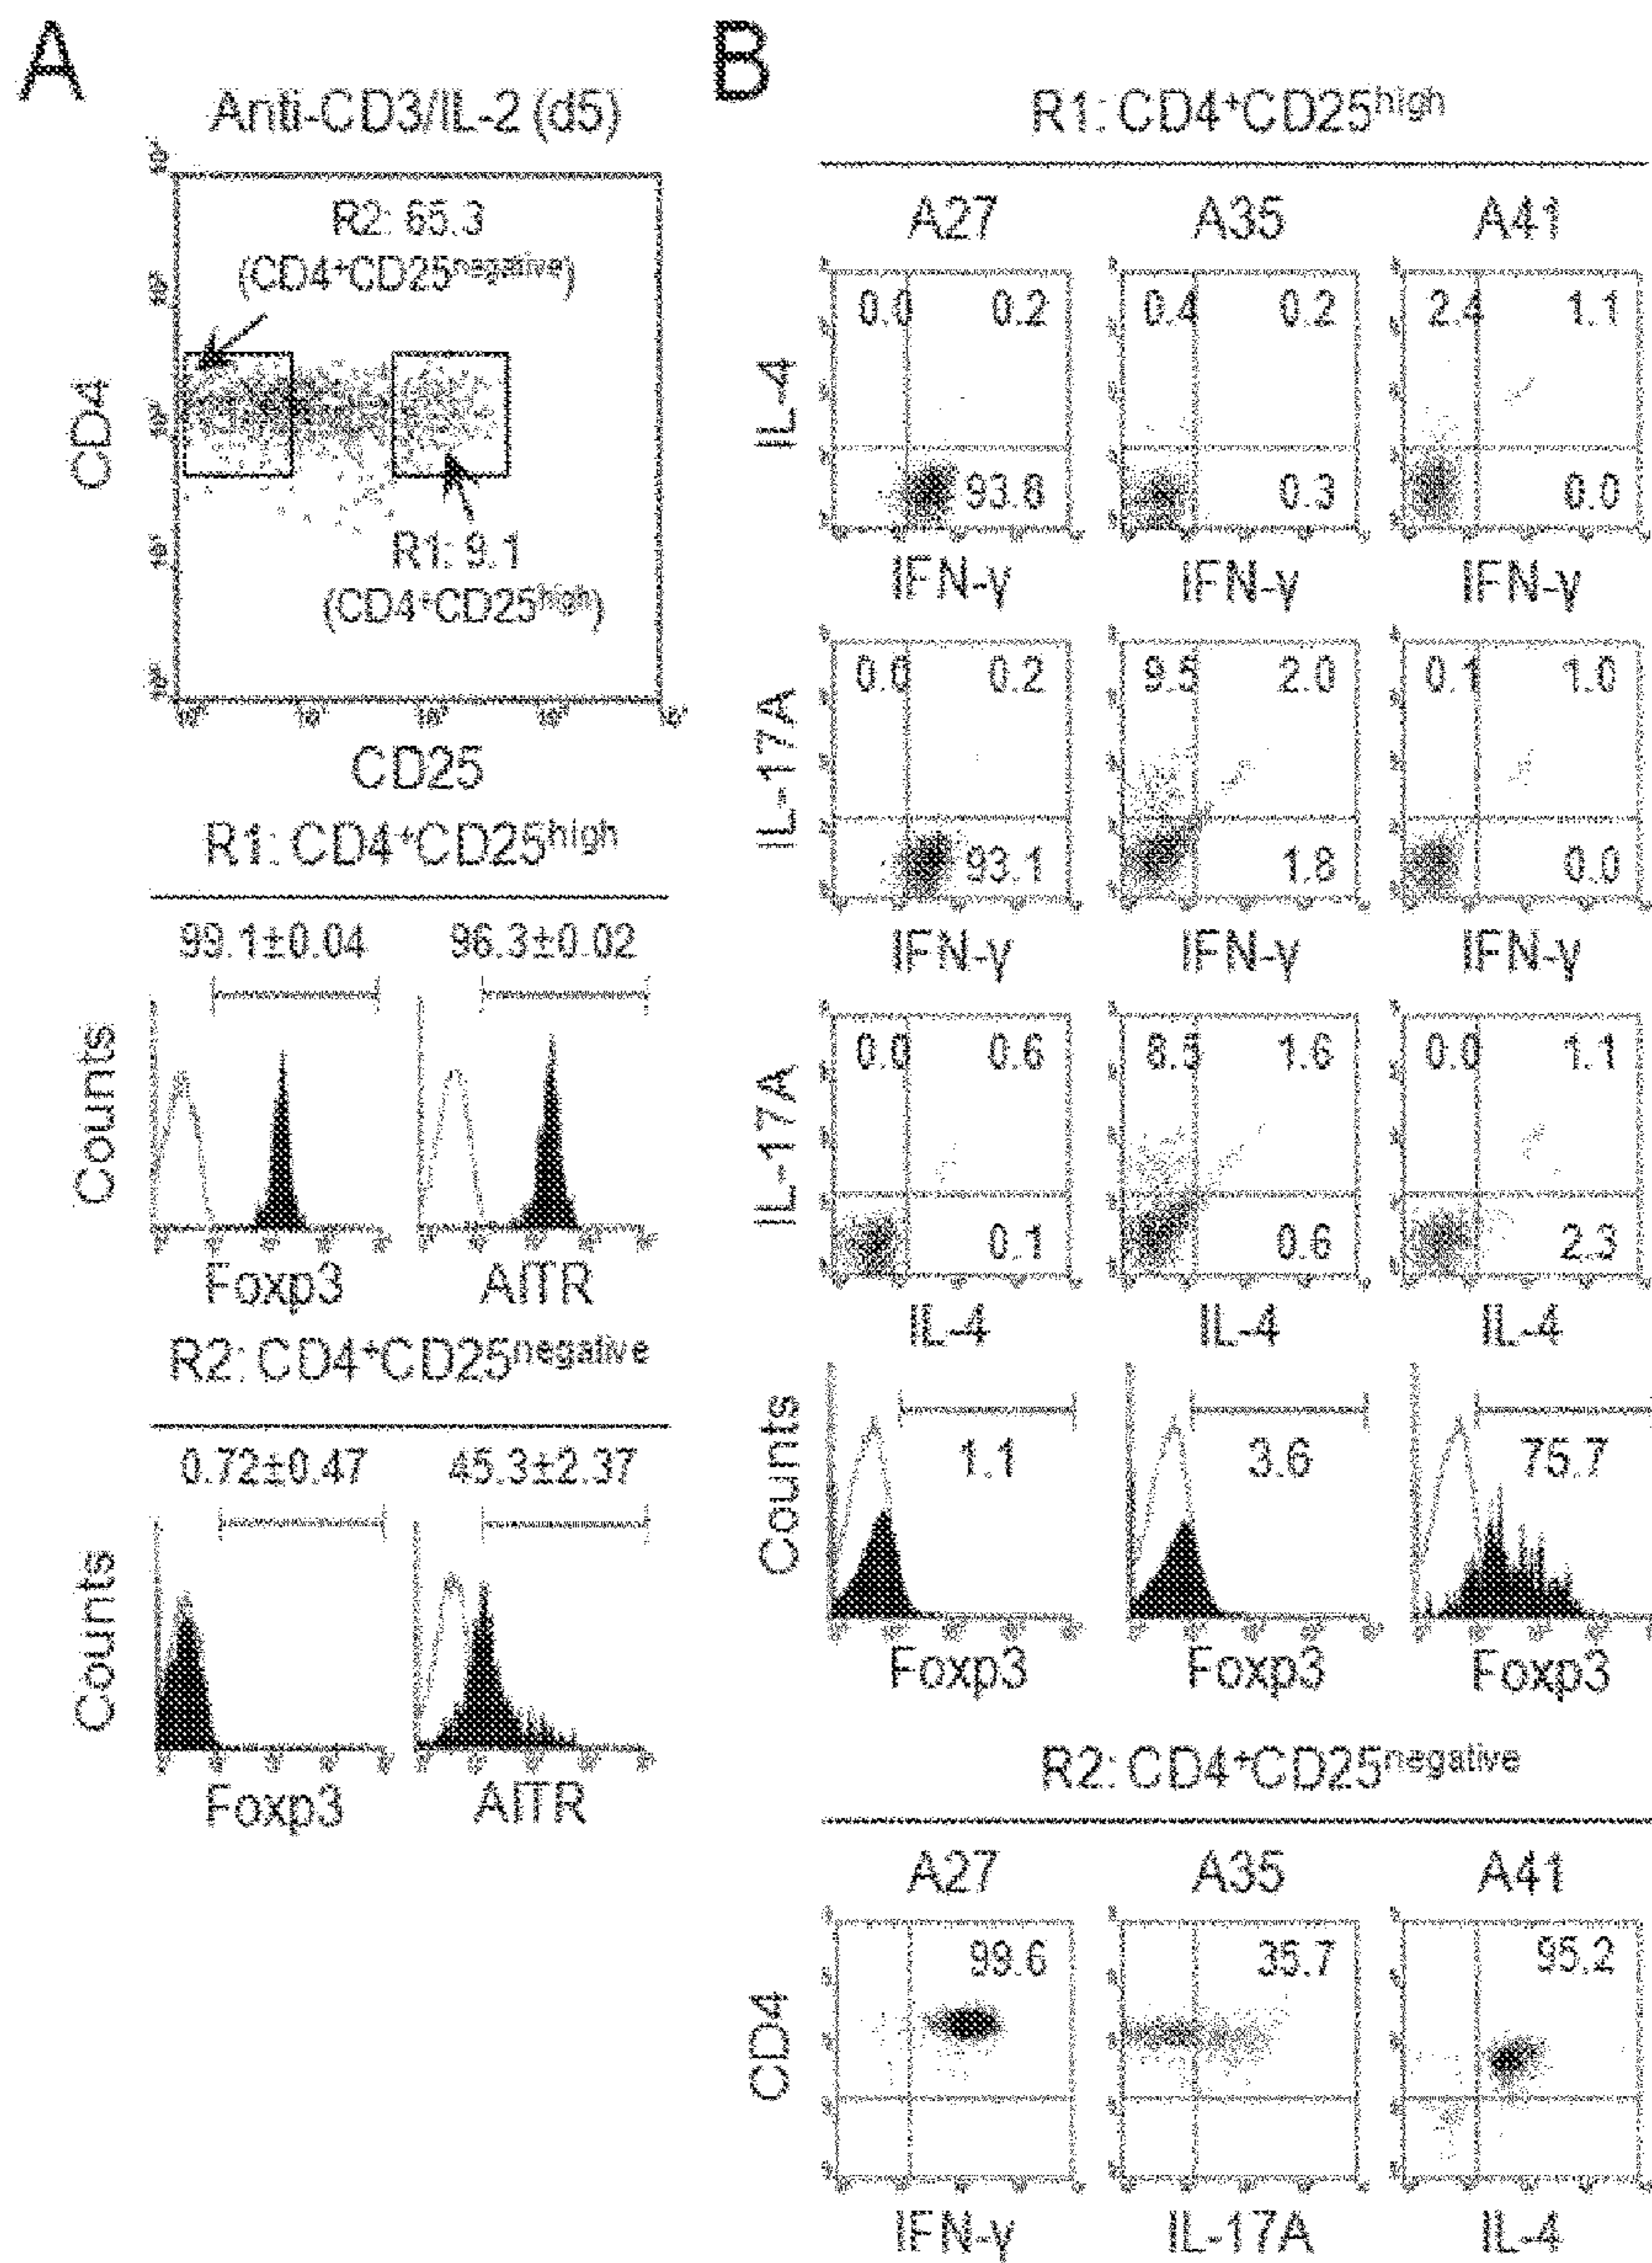 A
Anti-CD3/IL-2 (d5)
R2: 65.3
(CD4⁺CD25ⁿᵉᵍᵃᵗⁱᵛᵉ)
CD4
R1: 9.1
(CD4⁺CD25ʰⁱᵍʰ)
CD25
R1: CD4⁺CD25ʰⁱᵍʰ
99.1±0.04 96.3±0.02
Counts
Foxp3 AITR
R2: CD4⁺CD25ⁿᵉᵍᵃᵗⁱᵛᵉ
0.72±0.47 45.3±2.37
Counts
Foxp3 AITR
B
R1: CD4⁺CD25ʰⁱᵍʰ
A27 A35 A41
0.0 0.2 0.4 0.2 2.4 1.1
IL-4
93.8 0.3 0.0
IFN-γ IFN-γ IFN-γ
0.0 0.2 9.5 2.0 0.1 1.0
IL-17A
93.1 1.8 0.0
IFN-γ IFN-γ IFN-γ
0.0 0.6 8.5 1.6 0.0 1.1
IL-17A
0.1 0.6 2.3
IL-4 IL-4 IL-4
Counts
1.1 3.6 75.7
Foxp3 Foxp3 Foxp3
R2: CD4⁺CD25ⁿᵉᵍᵃᵗⁱᵛᵉ
A27 A35 A41
99.6 35.7 95.2
CD4
IFN-γ IL-17A IL-4